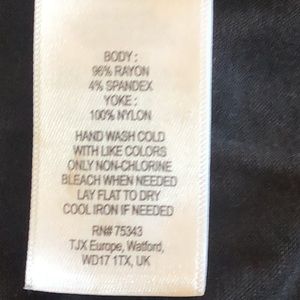 BODY :
96% RAYON
4% SPANDEX
YOKE :
100% NYLON
HAND WASH COLD
WITH LIKE COLORS
ONLY NON-CHLORINE
BLEACH WHEN NEEDED
LAY FLAT TO DRY
COOL IRON IF NEEDED
RN# 75343
TJX Europe, Watford,
WD17 1TX, UK